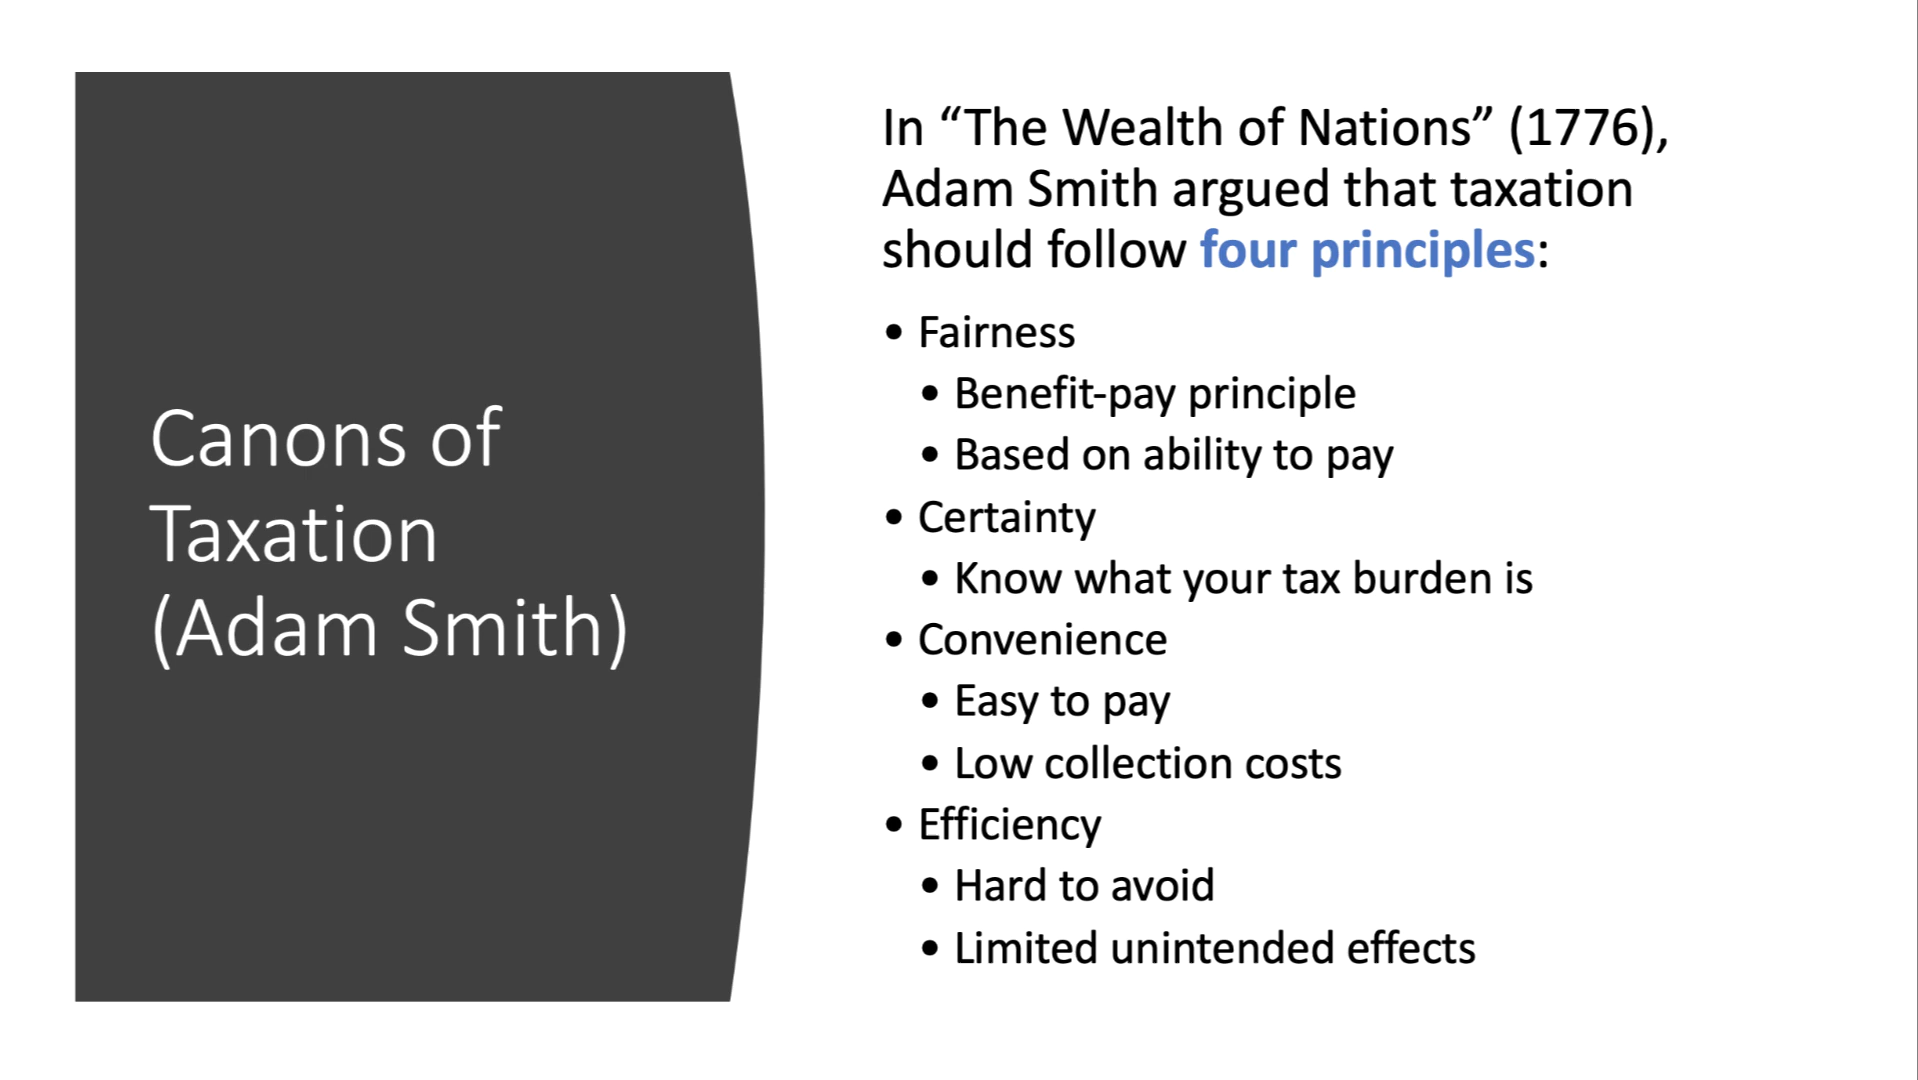 Canons of
Taxation
(Adam Smith)
In “The Wealth of Nations” (1776),
Adam Smith argued that taxation
should follow four principles:
• Fairness
• Benefit-pay principle
• Based on ability to pay
• Certainty
• Know what your tax burden is
• Convenience
• Easy to pay
• Low collection costs
• Efficiency
• Hard to avoid
• Limited unintended effects